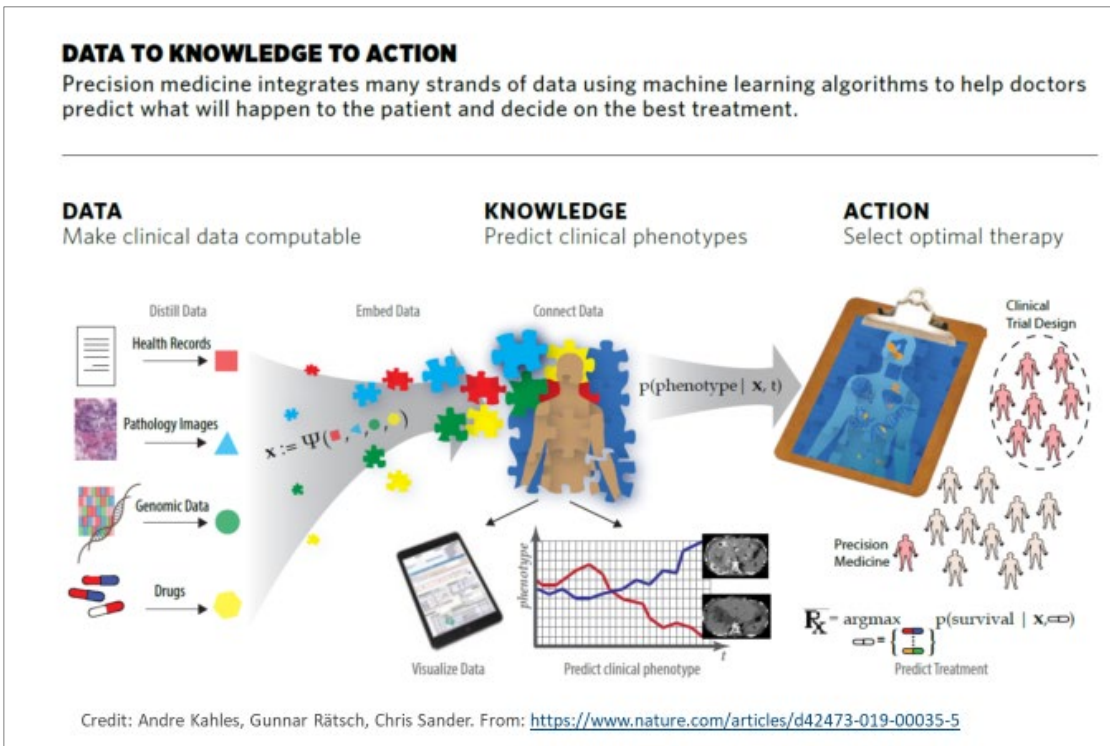 DATA TO KNOWLEDGE TO ACTION
Precision medicine integrates many strands of data using machine learning algorithms to help doctors
predict what will happen to the patient and decide on the best treatment.
DATA
Make clinical data computable
KNOWLEDGE
Predict clinical phenotypes
ACTION
Select optimal therapy
Distill Data
Embed Data
Connect Data
Health Records
Pathology Images
Genomic Data
Drugs
x := Ψ( , , , )
p(phenotype | x, t)
Clinical
Trial Design
Precision
Medicine
phenotype
t
Visualize Data
Predict clinical phenotype
Rx = argmax p(survival | x, )
= { }
Predict Treatment
Credit: Andre Kahles, Gunnar Rätsch, Chris Sander. From: https://www.nature.com/articles/d42473-019-00035-5